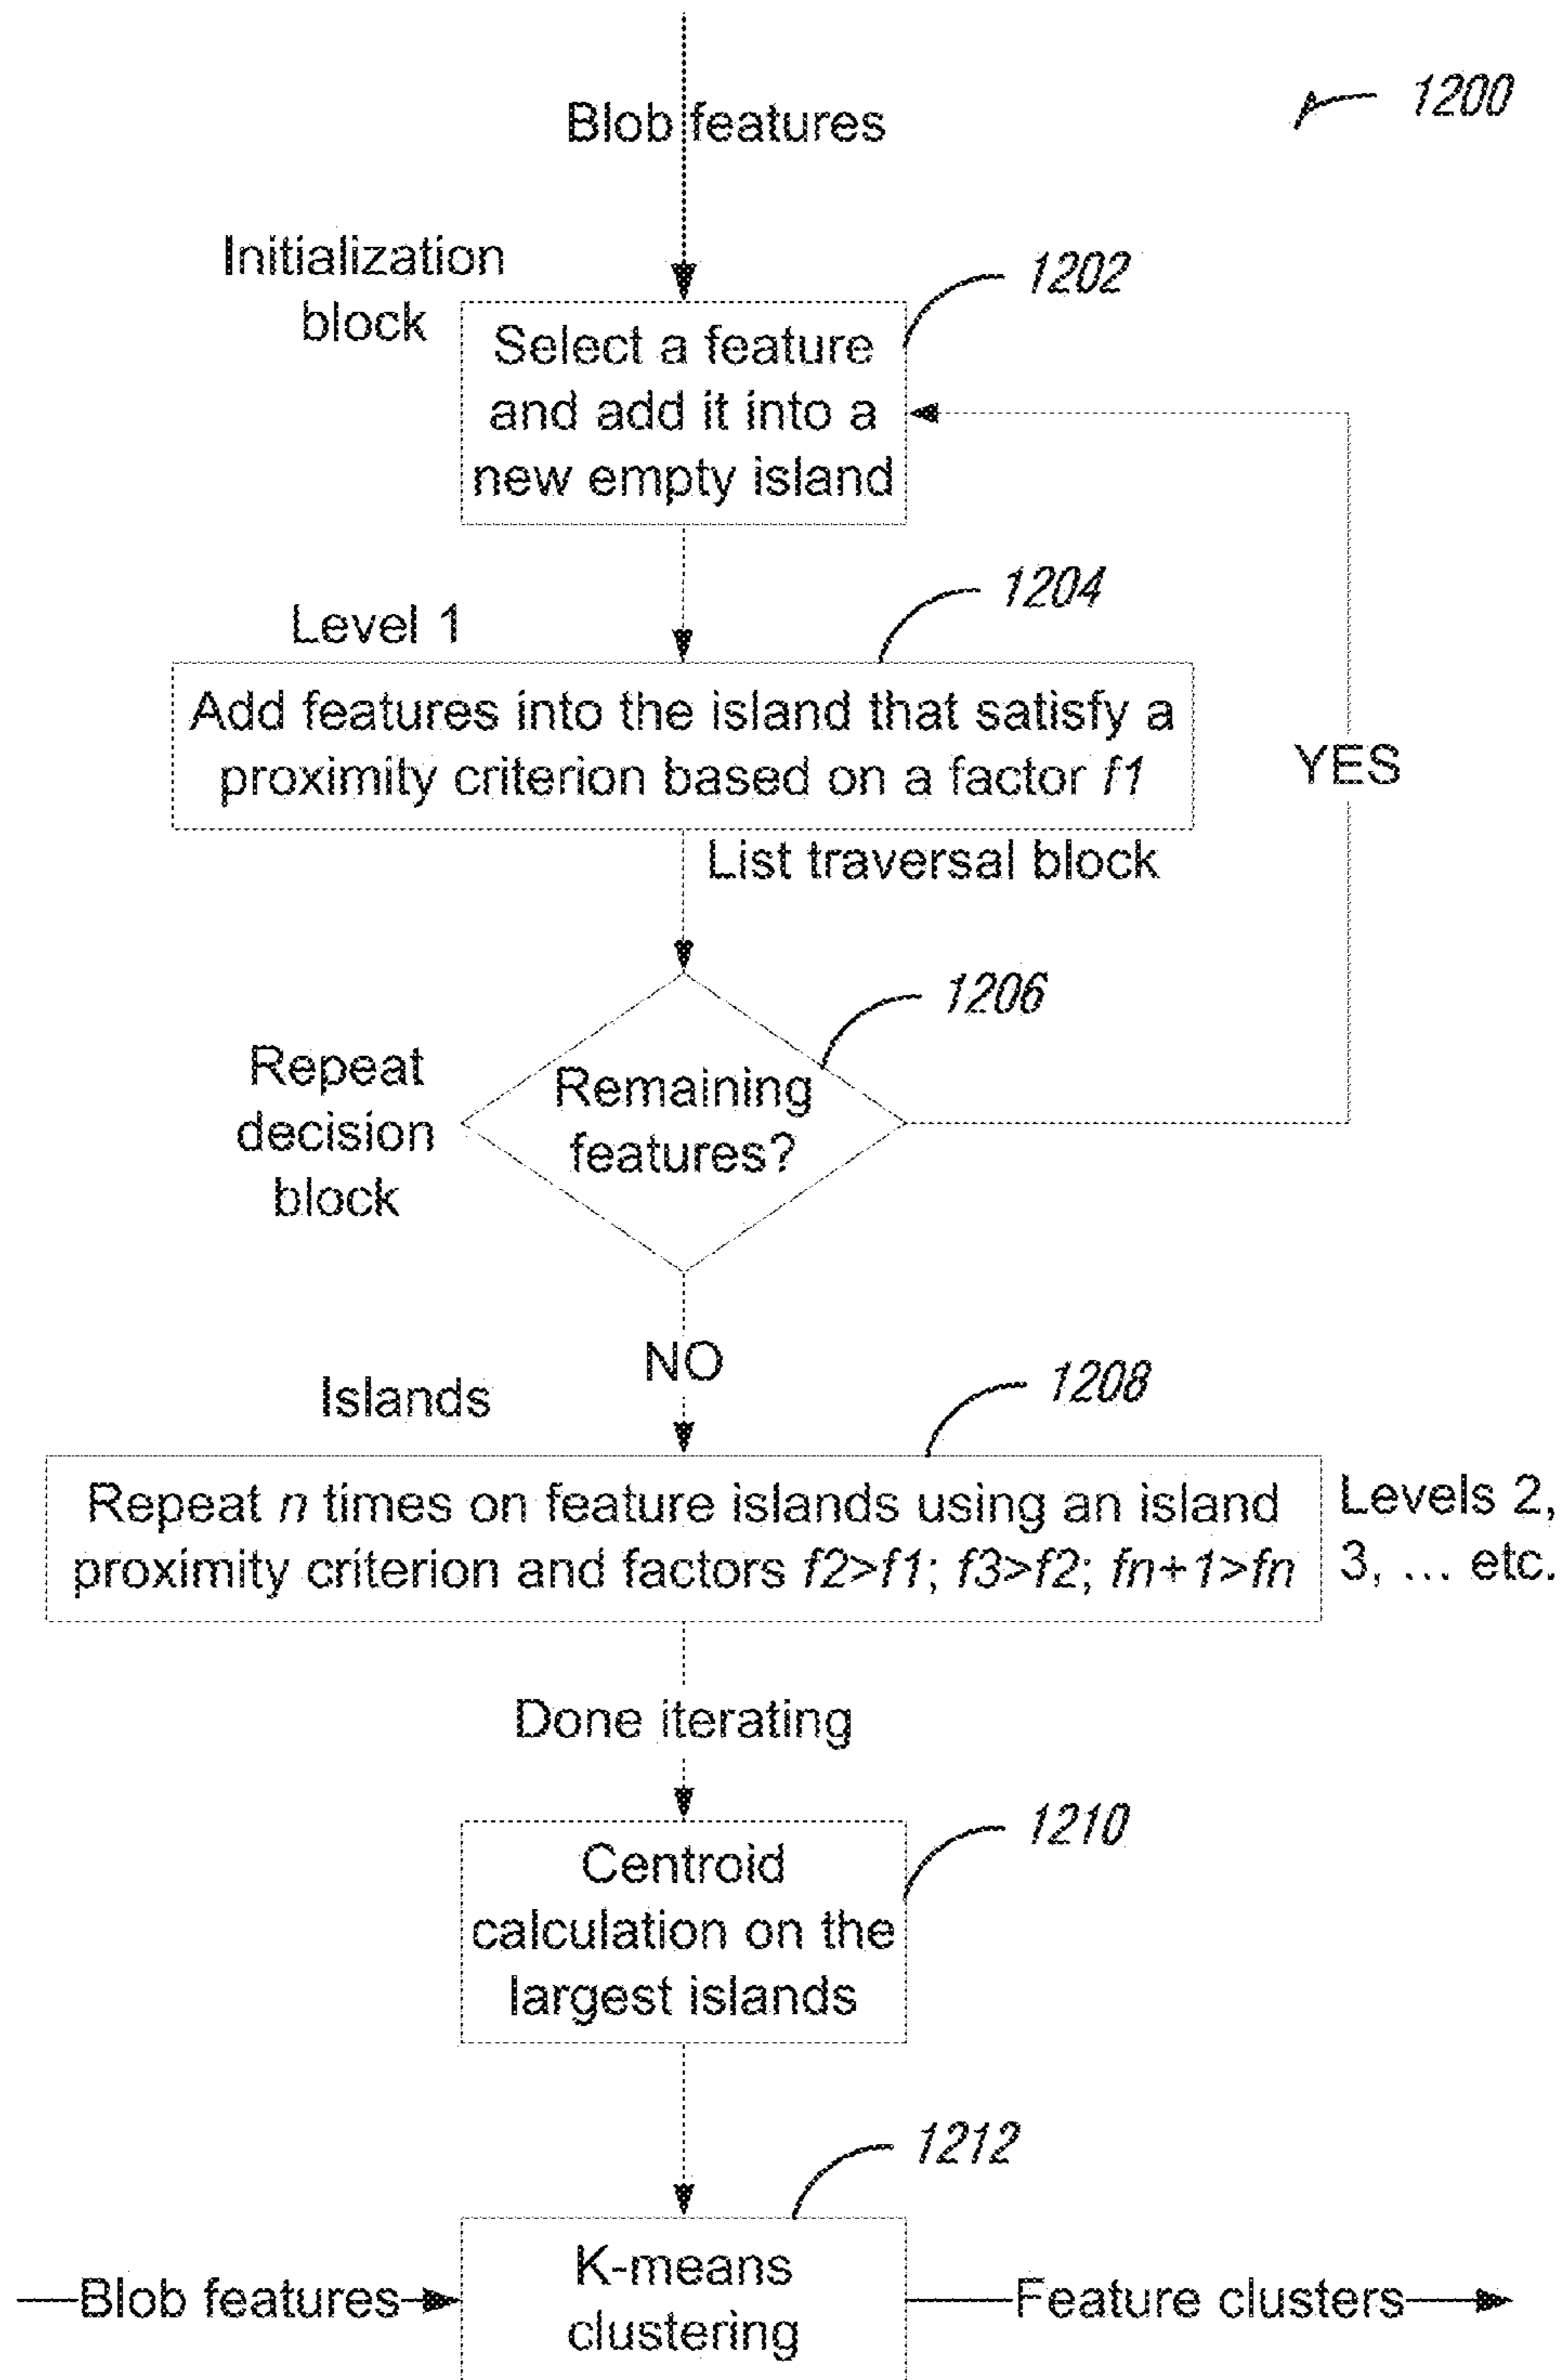 1200
Blob features
Initialization
block
1202
Select a feature
and add it into a
new empty island
1204
Level 1
Add features into the island that satisfy a
proximity criterion based on a factor f1
YES
List traversal block
1206
Repeat
decision
block
Remaining
features?
NO
1208
Islands
Repeat n times on feature islands using an island
proximity criterion and factors f2>f1; f3>f2; fn+1>fn
Levels 2,
3, ... etc.
Done iterating
1210
Centroid
calculation on the
largest islands
1212
Blob features
K-means
clustering
Feature clusters